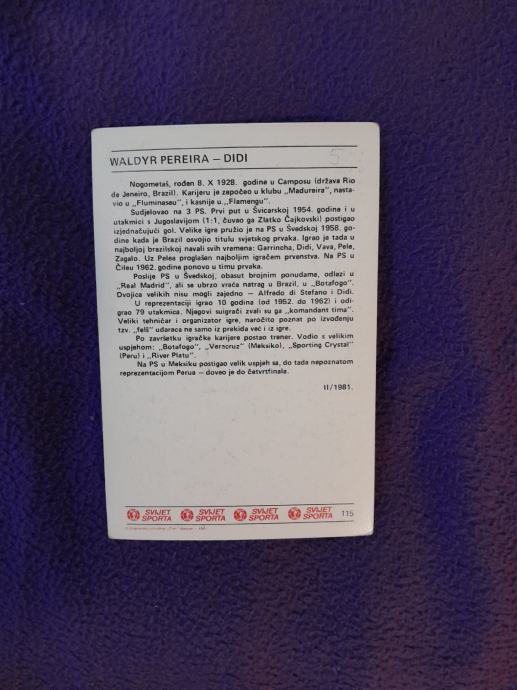 WALDYR PEREIRA – DIDI
5
Nogometaš, rođen 8. X 1928. godine u Camposu (država Rio
de Jeneiro, Brazil). Karijeru je započeo u klubu „Madureira", nasta-
vio u „Fluminaseu", i kasnije u „Flamengu".
Sudjelovao na 3 PS. Prvi put u Švicarskoj 1954. godine i u
utakmici s Jugoslavijom (1:1, čuvao ga Zlatko Čajkovski) postigao
izjednačujući gol. Velike igre pružio je na PS u Švedskoj 1958. go-
dine kada je Brazil osvojio titulu svjetskog prvaka. Igrao je tada u
najboljoj brazilskoj navali svih vremena: Garrincha, Didi, Vava, Pele,
Zagalo. Uz Pelea proglašen najboljim igračem prvenstva. Na PS u
Čileu 1962. godine ponovo u timu prvaka.
Poslije PS u Švedskoj, obasut brojnim ponudama, odlazi u
„Real Madrid", ali se ubrzo vraća natrag u Brazil, u „Botafogo".
Dvojica velikih nisu mogli zajedno – Alfredo di Stefano i Didi.
U reprezentaciji igrao 10 godina (od 1952. do 1962) i odi-
grao 79 utakmica. Njegovi suigrači zvali su ga „komandant tima".
Veliki tehničar i organizator igre, naročito poznat po izvođenju
tzv. „felš" udaraca ne samo iz prekida već i iz igre.
Po završetku igračke karijere postao trener. Vodio s velikim
uspjehom: „Botafogo", „Verncruz" (Meksiko), „Sporting Crystal"
(Peru) i „River Platu".
Na PS u Meksiku postigao velik uspjeh sa, do tada nepoznatom
reprezentacijom Perua – doveo je do četvrtfinala.
II/1981.
SVIJET SPORTA SVIJET SPORTA SVIJET SPORTA SVIJET SPORTA 115